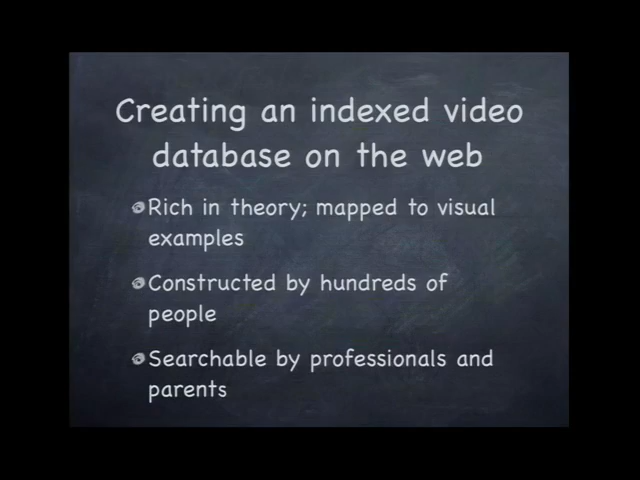 Creating an indexed video
database on the web
Rich in theory; mapped to visual
examples
Constructed by hundreds of
people
Searchable by professionals and
parents